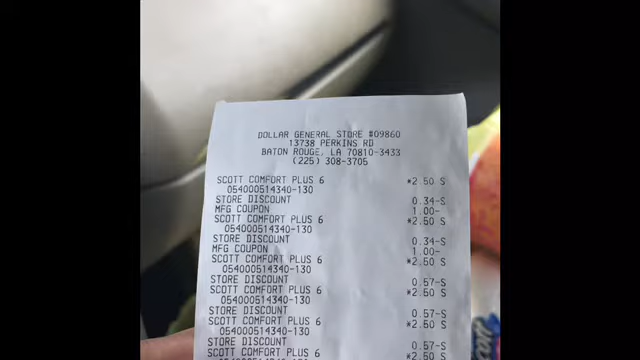 DOLLAR GENERAL STORE #09860
13738 PERKINS RD
BATON ROUGE, LA 70810-3433
(225) 308-3705
SCOTT COMFORT PLUS 6 *2.50 S
054000514340-130
STORE DISCOUNT 0.34-S
MFG COUPON 1.00-
SCOTT COMFORT PLUS 6 *2.50 S
054000514340-130
STORE DISCOUNT 0.34-S
MFG COUPON 1.00-
SCOTT COMFORT PLUS 6 *2.50 S
054000514340-130
STORE DISCOUNT 0.57-S
SCOTT COMFORT PLUS 6 *2.50 S
054000514340-130
STORE DISCOUNT 0.57-S
SCOTT COMFORT PLUS 6 *2.50 S
054000514340-130
STORE DISCOUNT 0.57-S
SCOTT COMFORT PLUS 6 *2.50 S